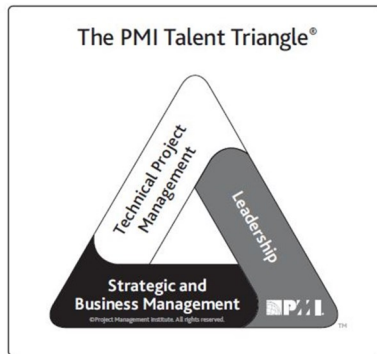 The PMI Talent Triangle®
Technical Project
Management
Leadership
Strategic and
Business Management
©Project Management Institute. All rights reserved.
PMI
TM